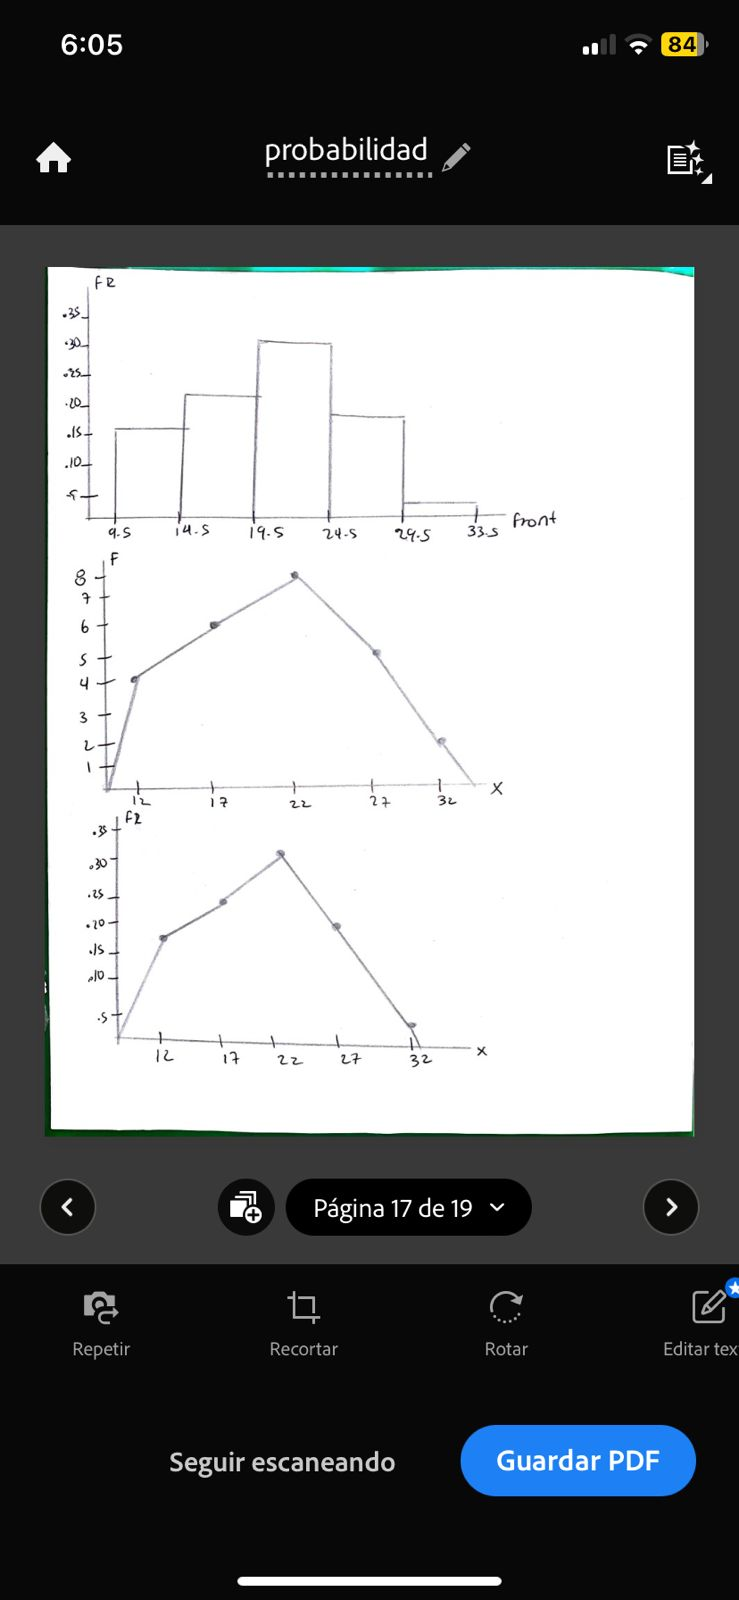 6:05
84
probabilidad
FR
.35
.30
.25
.20
.15
.10
.5
9.5 14.5 19.5 24.5 29.5 33.5 front
F
8
7
6
5
4
3
2
1
12 17 22 27 32 X
FR
.35
.30
.25
.20
.15
.10
.5
12 17 22 27 32 X
Página 17 de 19
Repetir Recortar Rotar Editar tex
Seguir escaneando Guardar PDF